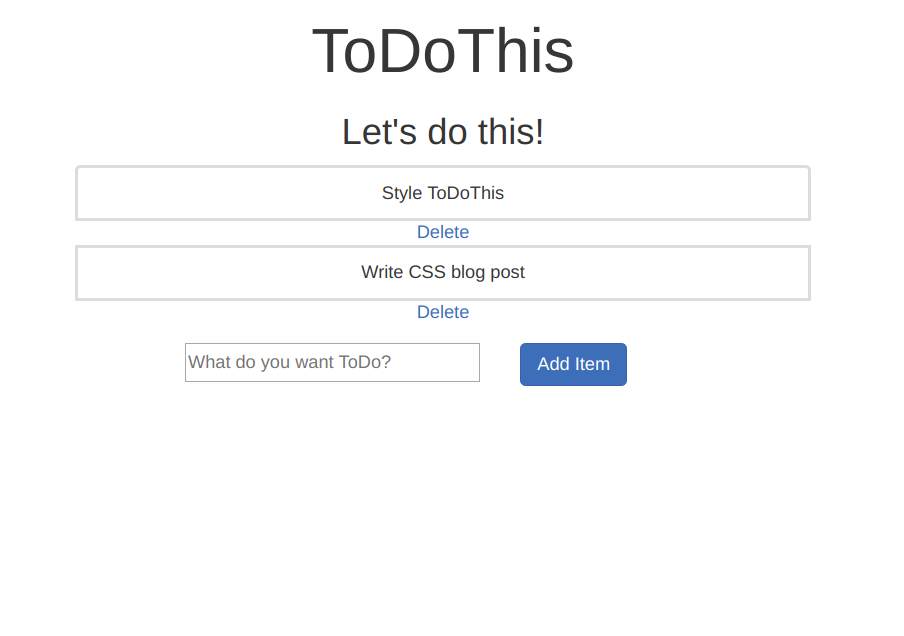 ToDoThis
Let's do this!
Style ToDoThis
Delete
Write CSS blog post
Delete
What do you want ToDo?
Add Item